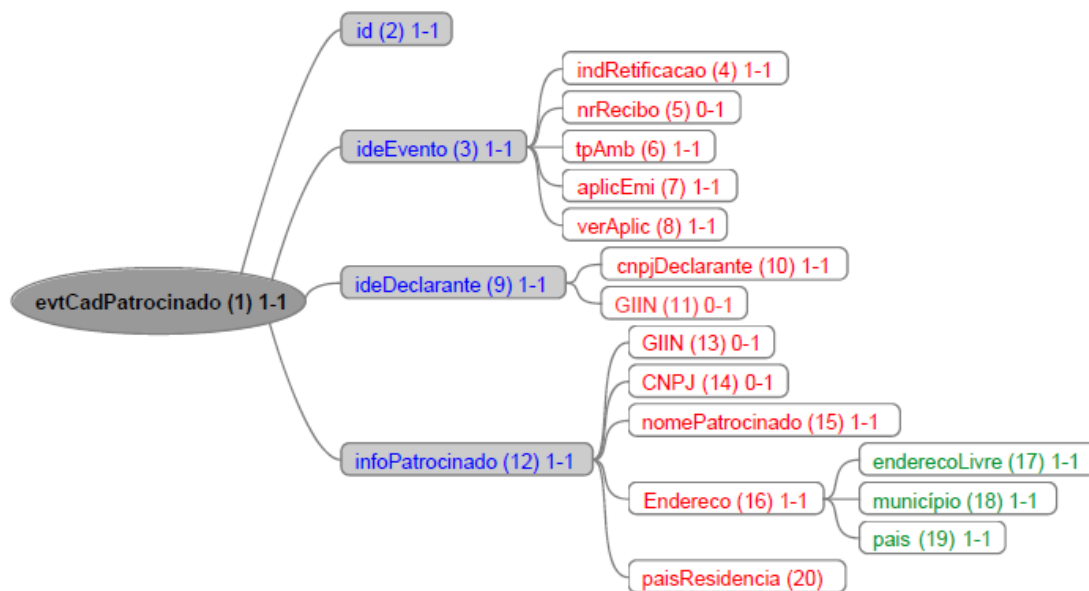 id (2) 1-1
indRetificacao (4) 1-1
nrRecibo (5) 0-1
ideEvento (3) 1-1
tpAmb (6) 1-1
aplicEmi (7) 1-1
verAplic (8) 1-1
evtCadPatrocinado (1) 1-1
ideDeclarante (9) 1-1
cnpjDeclarante (10) 1-1
GIIN (11) 0-1
GIIN (13) 0-1
CNPJ (14) 0-1
nomePatrocinado (15) 1-1
infoPatrocinado (12) 1-1
enderecoLivre (17) 1-1
Endereco (16) 1-1
município (18) 1-1
pais (19) 1-1
paisResidencia (20)